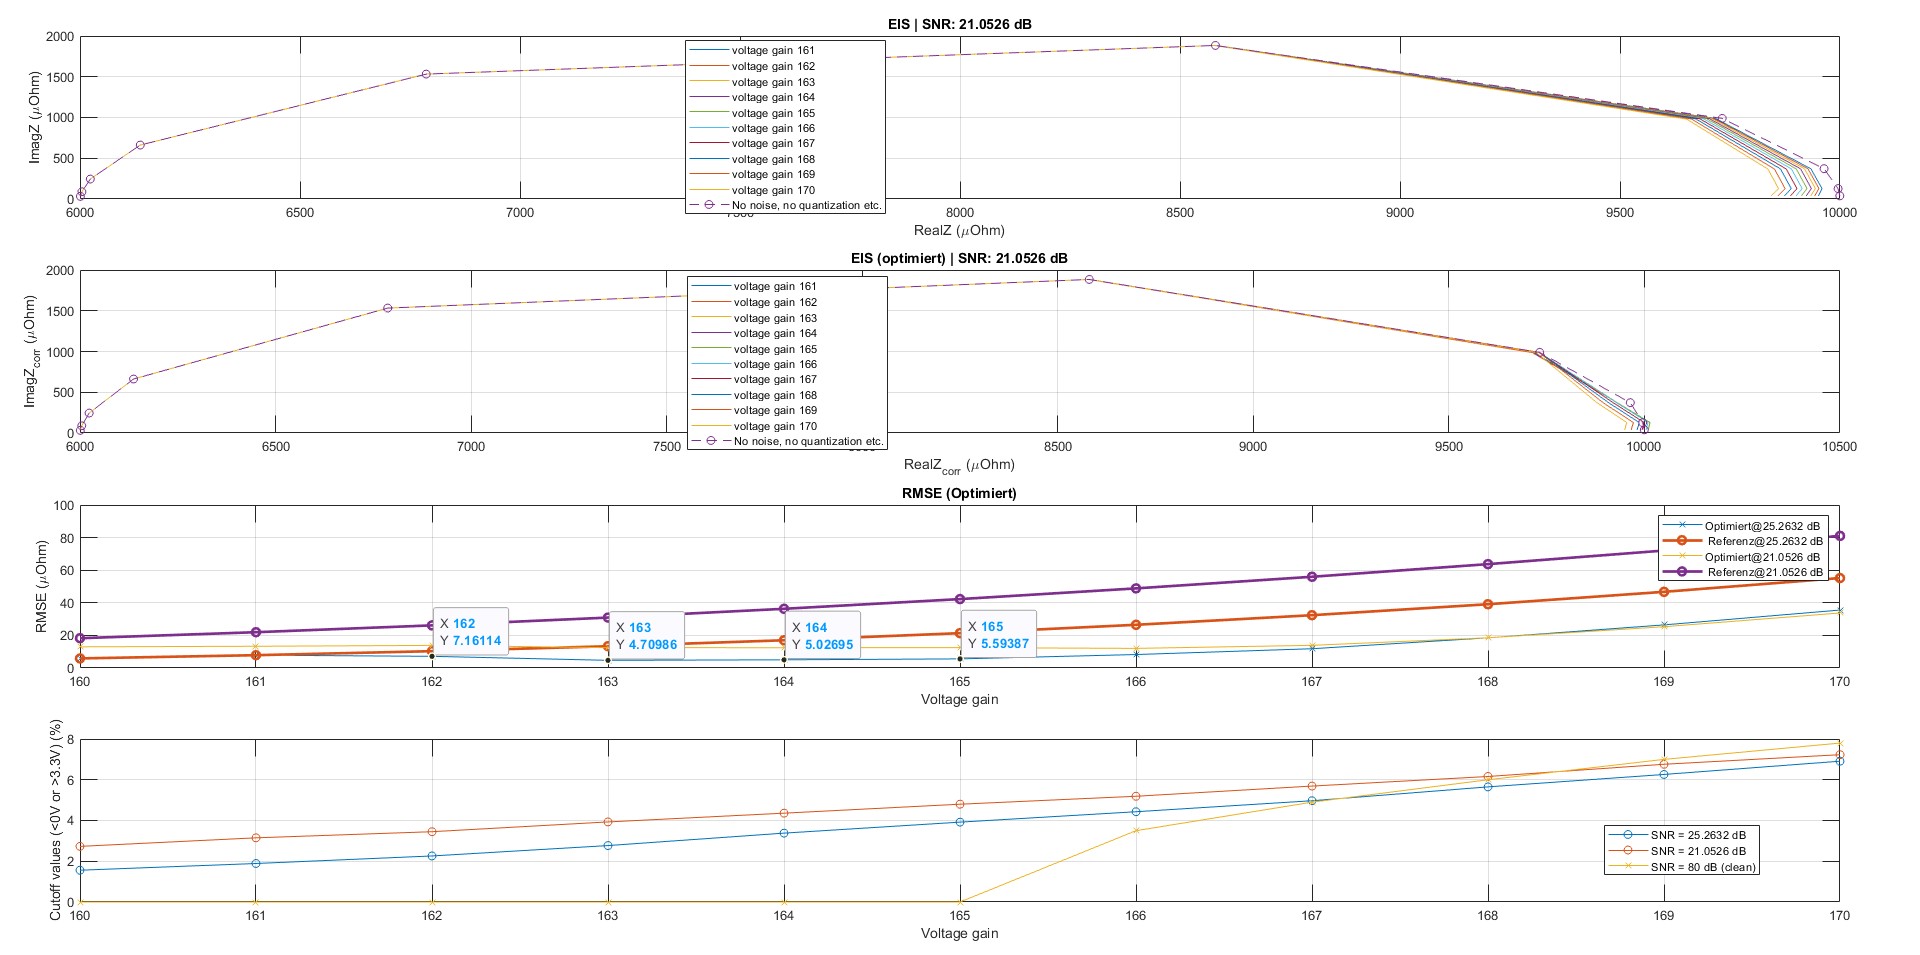 EIS | SNR: 21.0526 dB
2000
1500
1000
500
0
ImagZ (μOhm)
voltage gain 161
voltage gain 162
voltage gain 163
voltage gain 164
voltage gain 165
voltage gain 166
voltage gain 167
voltage gain 168
voltage gain 169
voltage gain 170
No noise, no quantization etc.
6000 6500 7000 7500 8000 8500 9000 9500 10000
RealZ (μOhm)
EIS (optimiert) | SNR: 21.0526 dB
2000
1500
1000
500
0
ImagZcorr (μOhm)
voltage gain 161
voltage gain 162
voltage gain 163
voltage gain 164
voltage gain 165
voltage gain 166
voltage gain 167
voltage gain 168
voltage gain 169
voltage gain 170
No noise, no quantization etc.
6000 6500 7000 7500 8500 9000 9500 10000 10500
RealZcorr (μOhm)
RMSE (Optimiert)
100
80
60
40
20
0
RMSE (μOhm)
Optimiert@25.2632 dB
Referenz@25.2632 dB
Optimiert@21.0526 dB
Referenz@21.0526 dB
X 162
Y 7.16114
X 163
Y 4.70986
X 164
Y 5.02695
X 165
Y 5.59387
160 161 162 163 164 165 166 167 168 169 170
Voltage gain
8
6
4
2
0
Cutoff values (<0V or >3.3V) (%)
SNR = 25.2632 dB
SNR = 21.0526 dB
SNR = 80 dB (clean)
160 161 162 163 164 165 166 167 168 169 170
Voltage gain